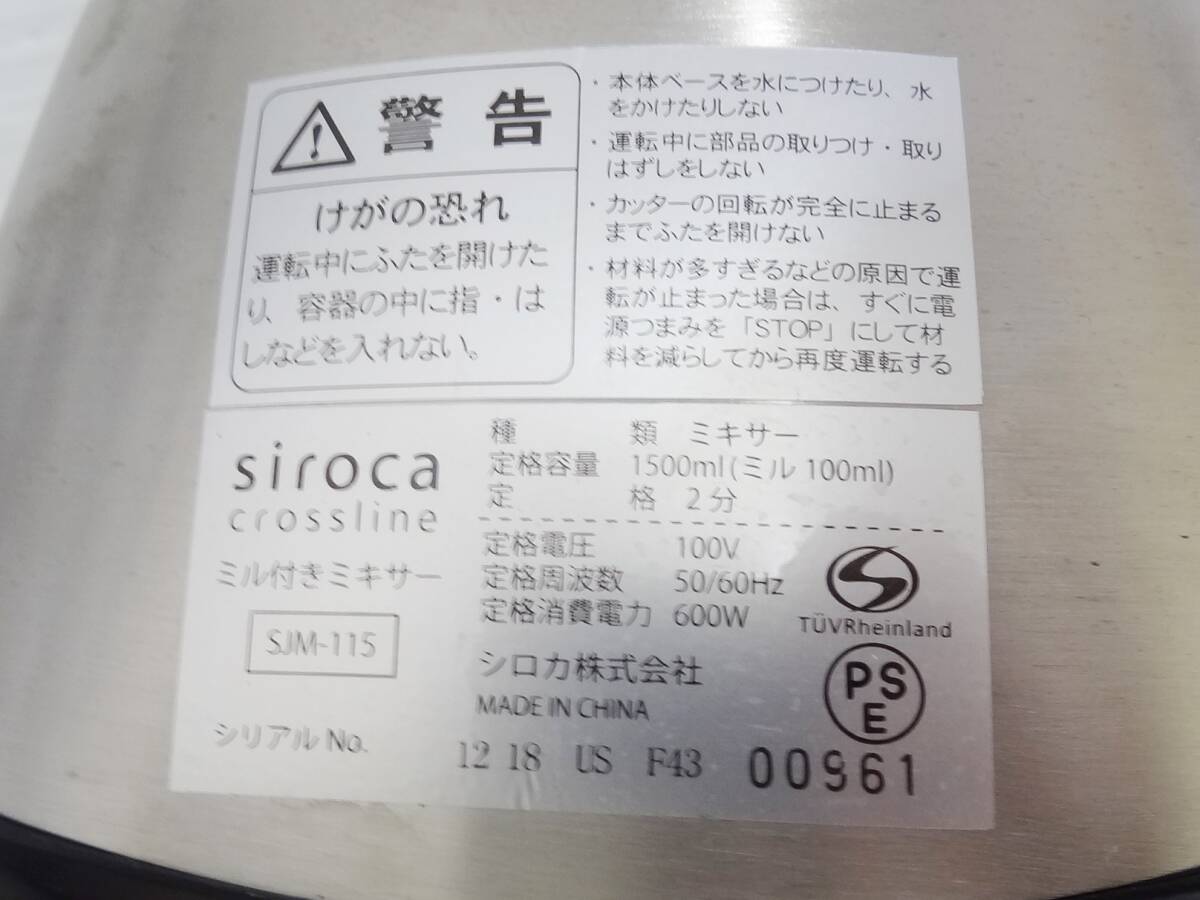 警告
けがの恐れ
運転中にふたを開けた
り、容器の中に指・は
しなどを入れない。
・本体ベースを水につけたり、水
をかけたりしない
・運転中に部品の取りつけ・取り
はずしをしない
・カッターの回転が完全に止まる
までふたを開けない
・材料が多すぎるなどの原因で運
転が止まった場合は、すぐに電
源つまみを「STOP」にして材
料を減らしてから再度運転する
siroca
crossline
ミル付きミキサー
SJM-115
種類 ミキサー
定格容量 1500ml(ミル 100ml)
定格 2分
定格電圧 100V
定格周波数 50/60Hz
定格消費電力 600W
TÜVRheinland
シロカ株式会社
MADE IN CHINA
PS
E
シリアルNo. 12 18 US F43 00961